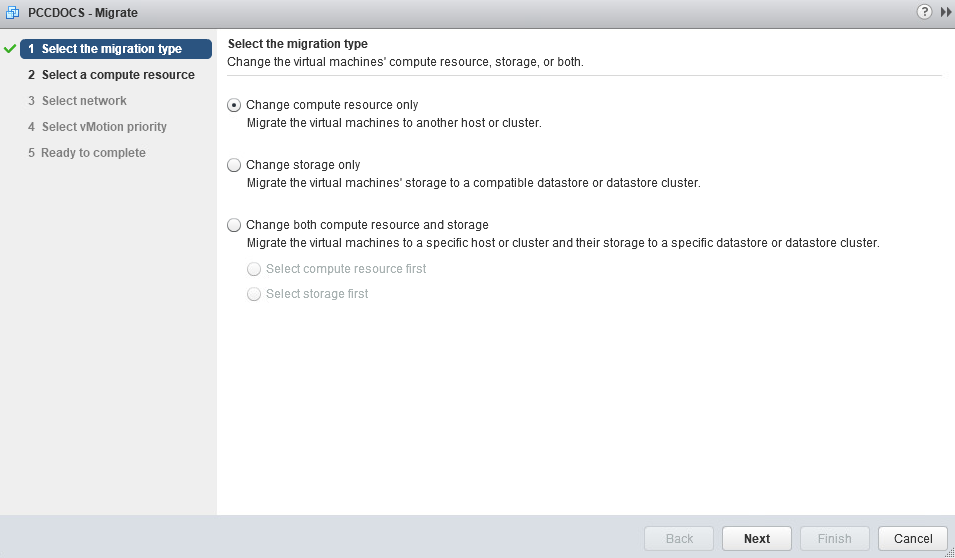 PCCDOCS - Migrate
?
1 Select the migration type
2 Select a compute resource
3 Select network
4 Select vMotion priority
5 Ready to complete
Select the migration type
Change the virtual machines' compute resource, storage, or both.
Change compute resource only
Migrate the virtual machines to another host or cluster.
Change storage only
Migrate the virtual machines' storage to a compatible datastore or datastore cluster.
Change both compute resource and storage
Migrate the virtual machines to a specific host or cluster and their storage to a specific datastore or datastore cluster.
Select compute resource first
Select storage first
Back
Next
Finish
Cancel